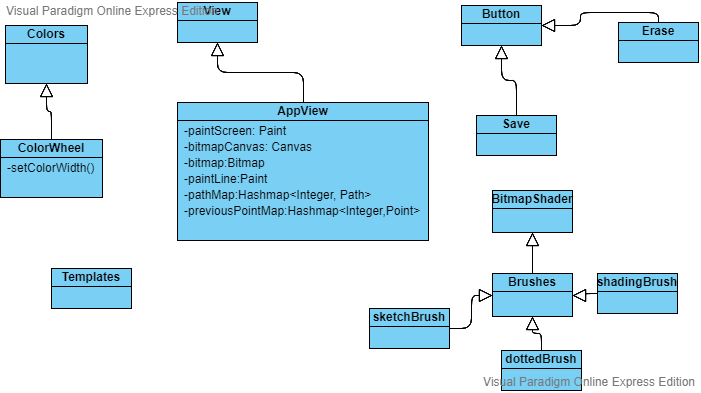 Visual Paradigm Online Express Edition
View
Button
Colors
Erase
AppView
-paintScreen: Paint
-bitmapCanvas: Canvas
-bitmap:Bitmap
-paintLine:Paint
-pathMap:Hashmap<Integer, Path>
-previousPointMap:Hashmap<Integer,Point>
Save
ColorWheel
-setColorWidth()
BitmapShader
Templates
Brushes
shadingBrush
sketchBrush
dottedBrush
Visual Paradigm Online Express Edition